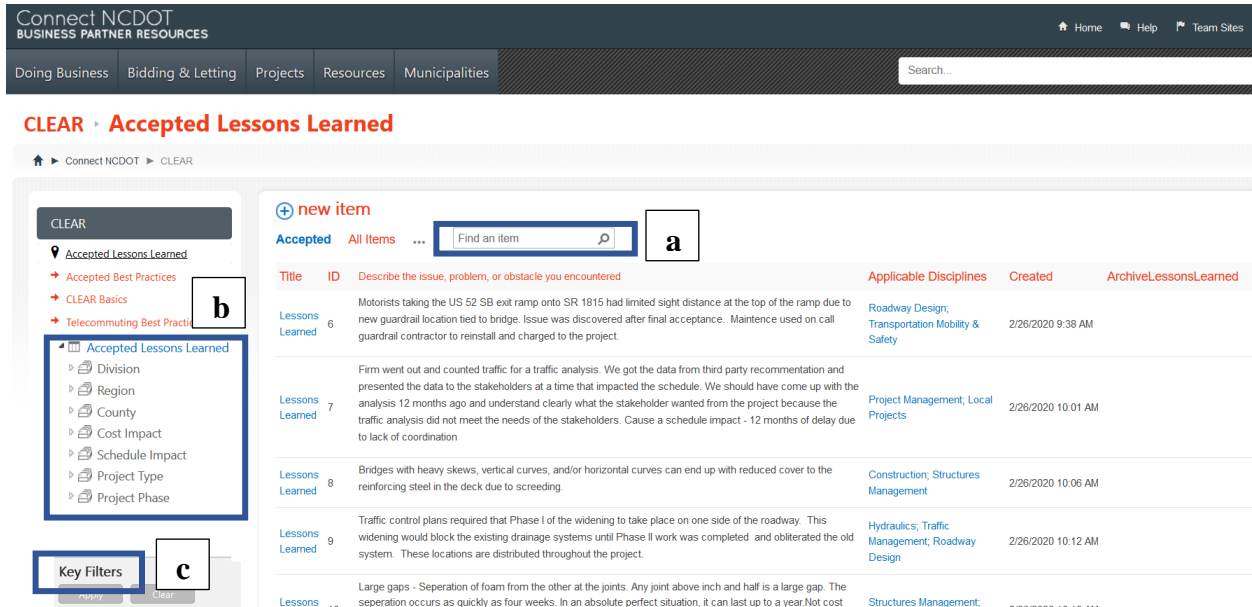 Connect NCDOT
BUSINESS PARTNER RESOURCES
Home Help Team Sites
Doing Business Bidding & Letting Projects Resources Municipalities
Search...
CLEAR Accepted Lessons Learned
Connect NCDOT CLEAR
CLEAR
Accepted Lessons Learned
Accepted Best Practices
CLEAR Basics
Telecommuting Best
b
Accepted Lessons Learned
Division
Region
County
Cost Impact
Schedule Impact
Project Type
Project Phase
Key Filters
c
Apply Clear
new item
Accepted All Items ... Find an item
a
Title ID Describe the issue, problem, or obstacle you encountered Applicable Disciplines Created ArchiveLessonsLearned
Lessons Learned 6
Motorists taking the US 52 SB exit ramp onto SR 1815 had limited sight distance at the top of the ramp due to
new guardrail location tied to bridge. Issue was discovered after final acceptance. Maintence used on call
guardrail contractor to reinstall and charged to the project.
Roadway Design;
Transportation Mobility &
Safety
2/26/2020 9:38 AM
Lessons Learned 7
Firm went out and counted traffic for a traffic analysis. We got the data from third party recommentation and
presented the data to the stakeholders at a time that impacted the schedule. We should have come up with the
analysis 12 months ago and understand clearly what the stakeholder wanted from the project because the
traffic analysis did not meet the needs of the stakeholders. Cause a schedule impact - 12 months of delay due
to lack of coordination
Project Management; Local
Projects
2/26/2020 10:01 AM
Lessons Learned 8
Bridges with heavy skews, vertical curves, and/or horizontal curves can end up with reduced cover to the
reinforcing steel in the deck due to screeding.
Construction; Structures
Management
2/26/2020 10:06 AM
Lessons Learned 9
Traffic control plans required that Phase I of the widening to take place on one side of the roadway. This
widening would block the existing drainage systems until Phase II work was completed and obliterated the old
system. These locations are distributed throughout the project.
Hydraulics; Traffic
Management; Roadway
Design
2/26/2020 10:12 AM
Lessons
Large gaps - Seperation of foam from the other at the joints. Any joint above inch and half is a large gap. The
seperation occurs as quickly as four weeks. In an absolute perfect situation, it can last up to a year.Not cost
Structures Management;